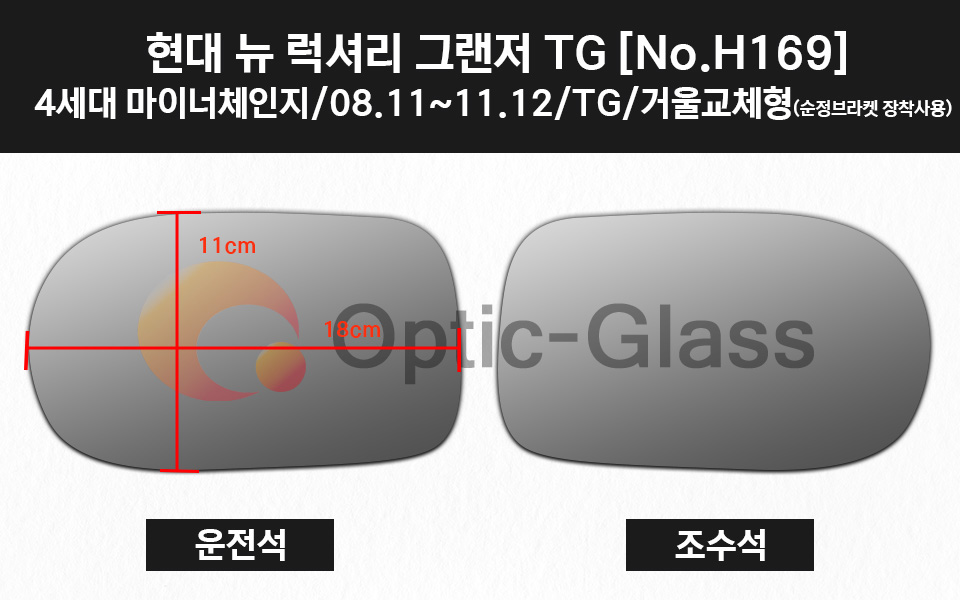 현대 뉴 럭셔리 그랜저 TG [No.H169]
4세대 마이너체인지/08.11~11.12/TG/거울교체형(순정브라켓 장착사용)
11cm
18cm
Optic-Glass
운전석
조수석